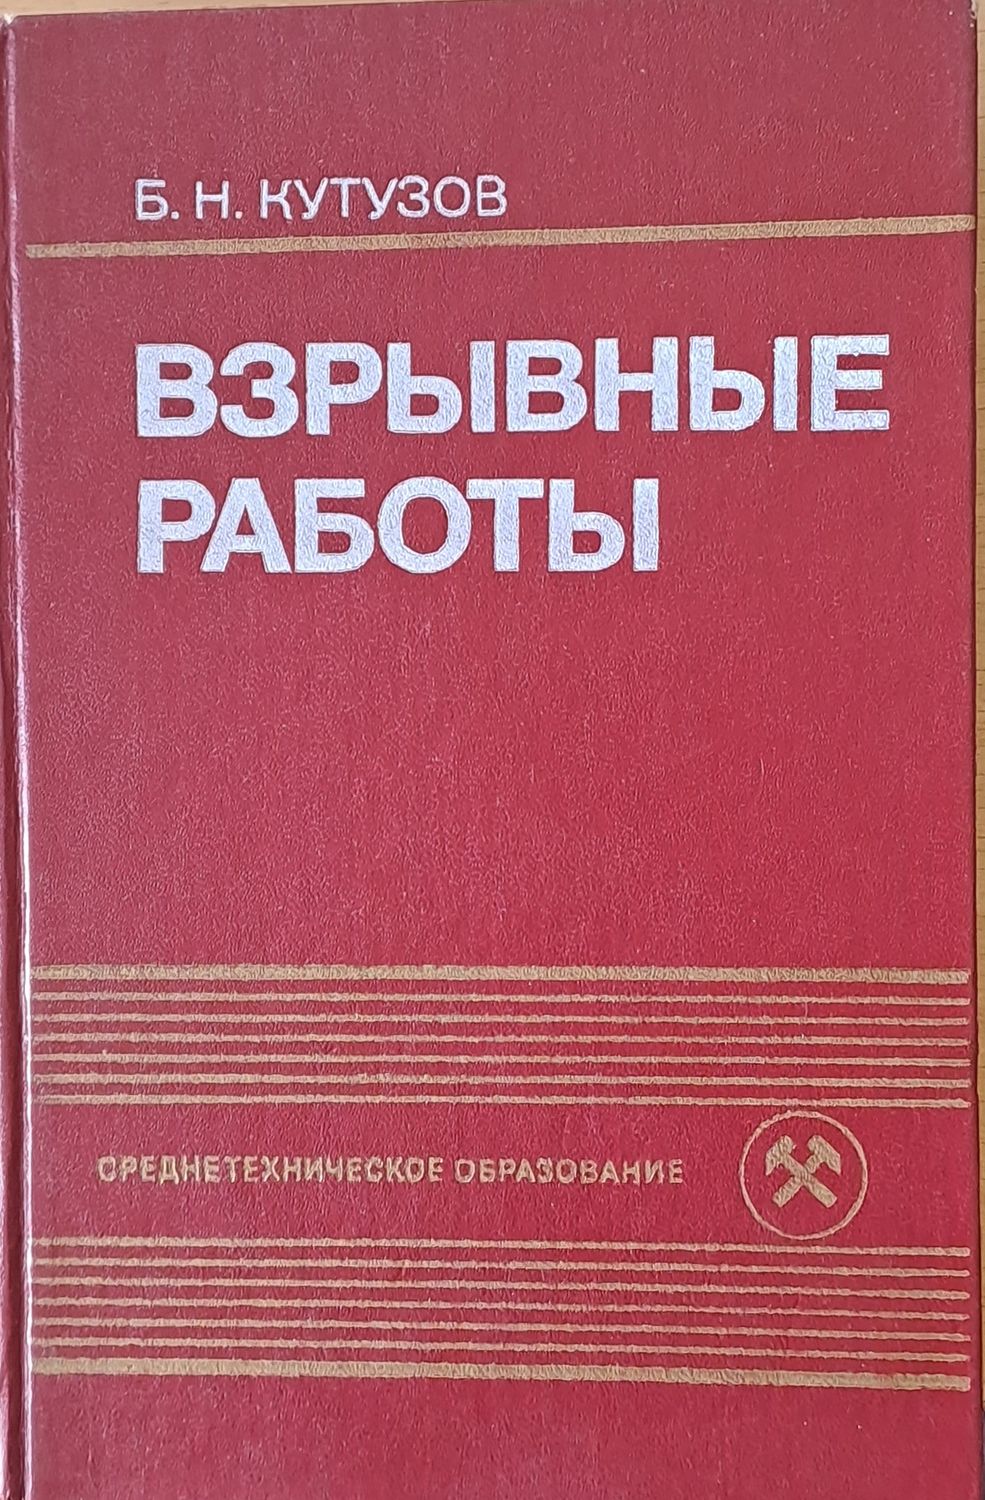 Б. Н. КУТУЗОВ
ВЗРЫВНЫЕ
РАБОТЫ
СРЕДНЕТЕХНИЧЕСКОЕ ОБРАЗОВАНИЕ